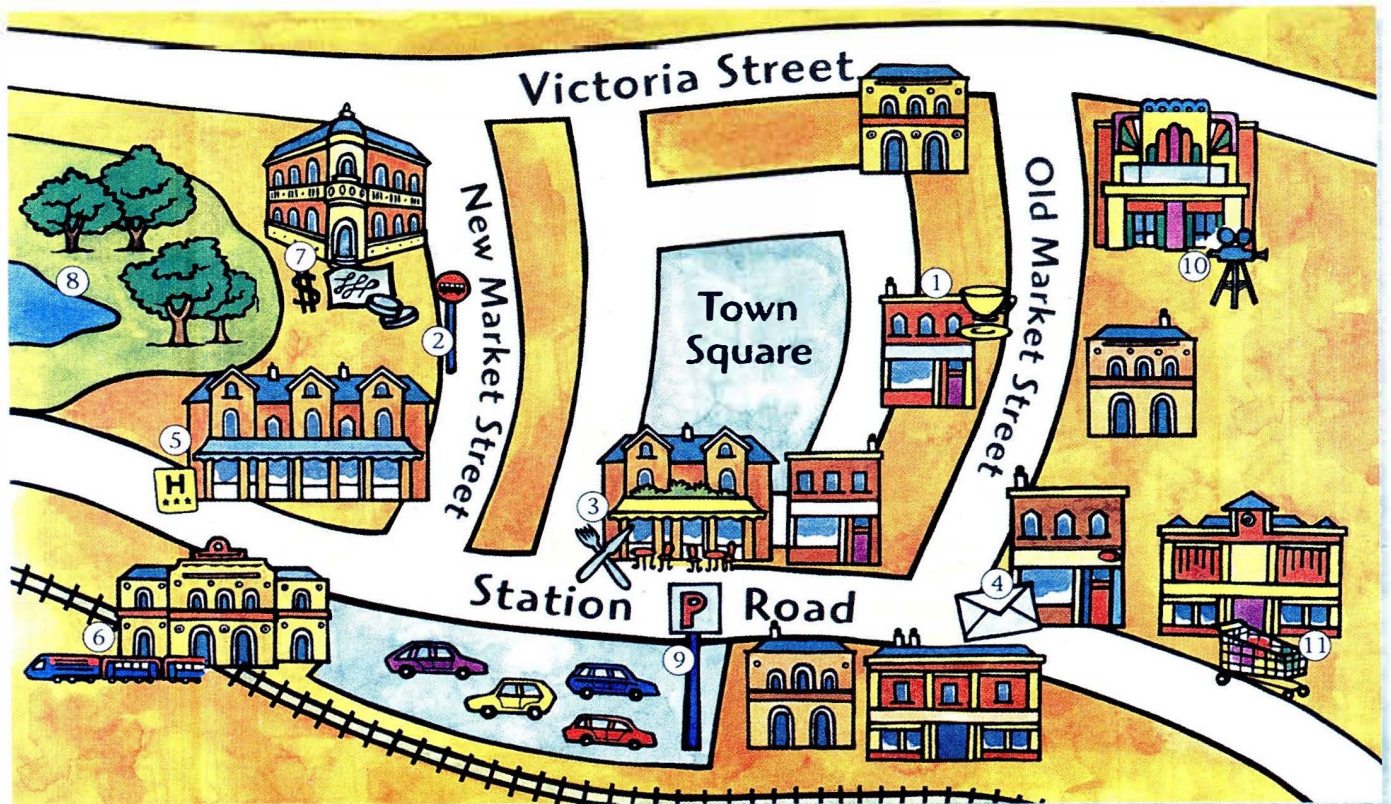 Victoria Street
New Market Street
Old Market Street
Town
Square
Station Road
P
H
$
1
2
3
4
5
6
7
8
9
10
11